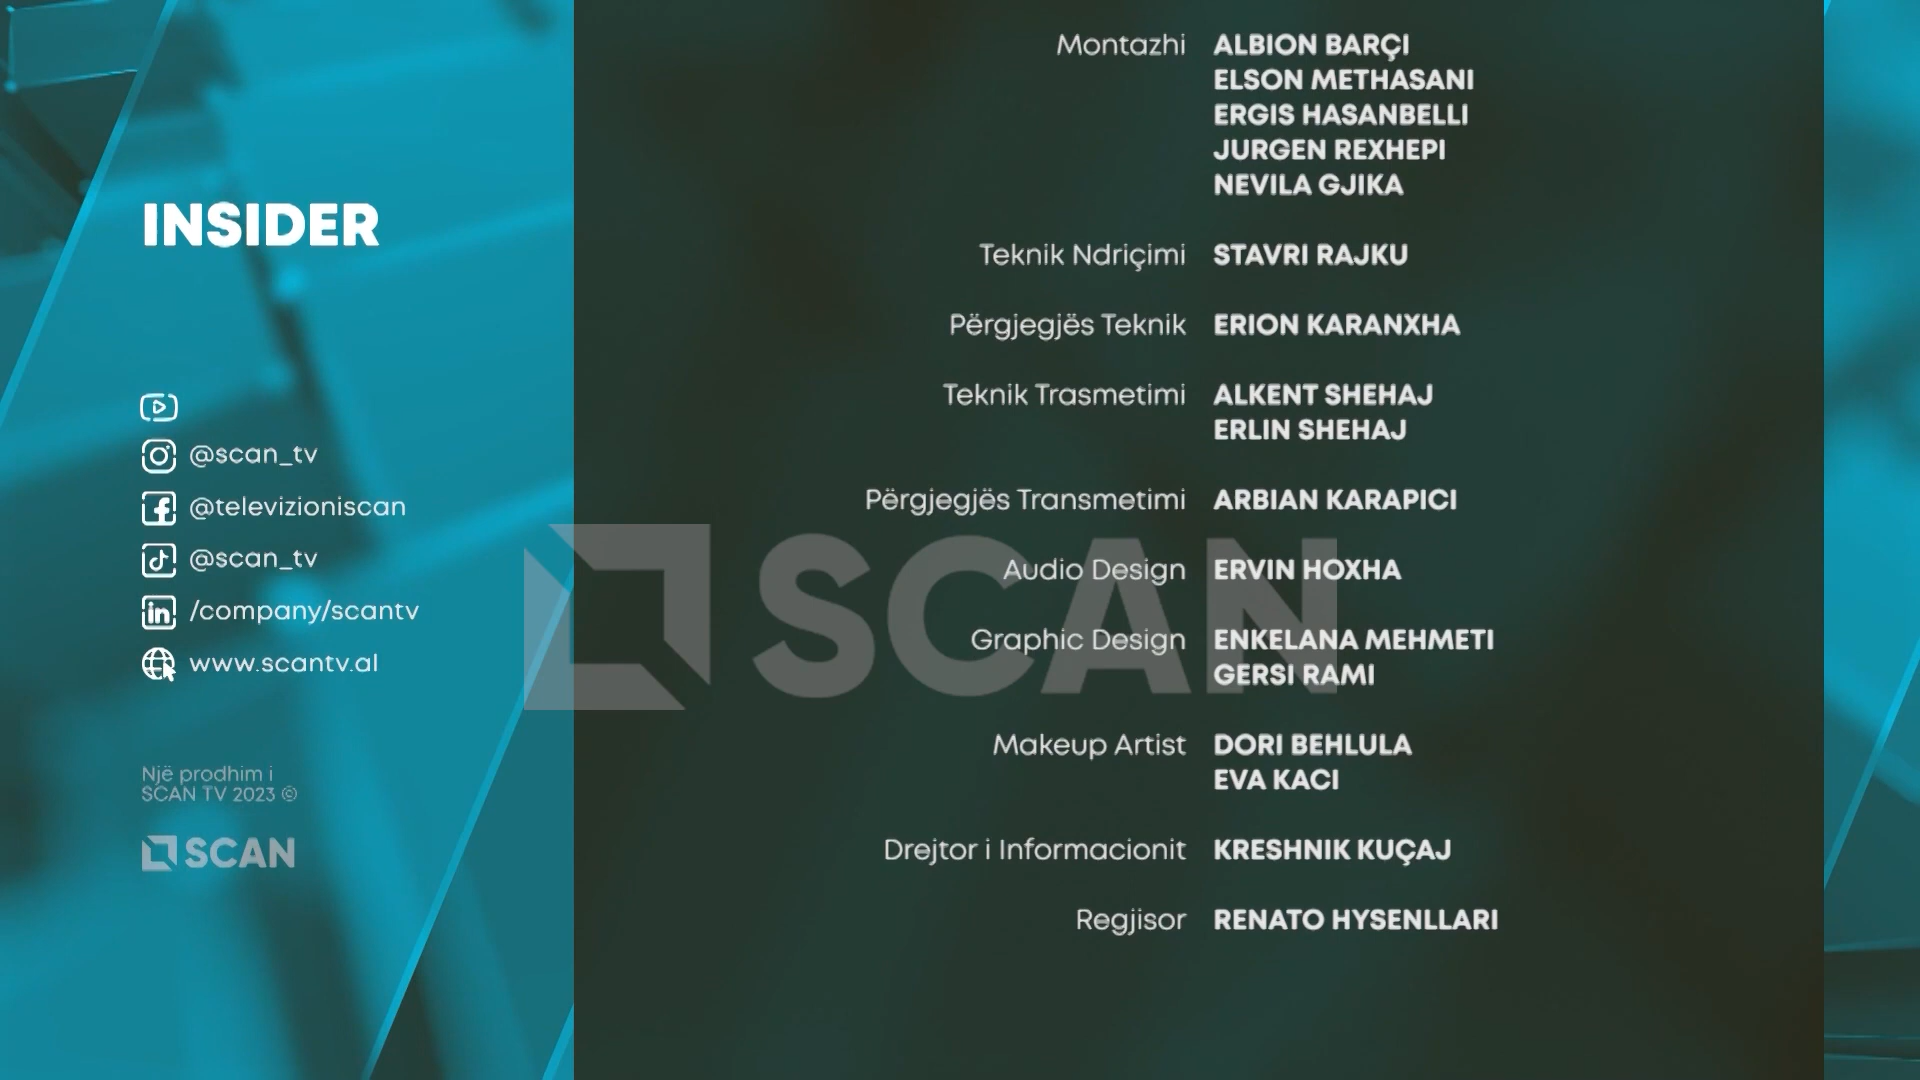 INSIDER
@scan_tv
@televizioniscan
@scan_tv
/company/scantv
www.scantv.al
Një prodhim i
SCAN TV 2023 ©
SCAN
Montazhi ALBION BARÇI
ELSON METHASANI
ERGIS HASANBELLI
JURGEN REXHEPI
NEVILA GJIKA
Teknik Ndriçimi STAVRI RAJKU
Përgjegjës Teknik ERION KARANXHA
Teknik Trasmetimi ALKENT SHEHAJ
ERLIN SHEHAJ
Përgjegjës Transmetimi ARBIAN KARAPICI
Audio Design ERVIN HOXHA
Graphic Design ENKELANA MEHMETI
GERSI RAMI
Makeup Artist DORI BEHLULA
EVA KACI
Drejtor i Informacionit KRESHNIK KUÇAJ
Regjisor RENATO HYSENLLARI
SCAN